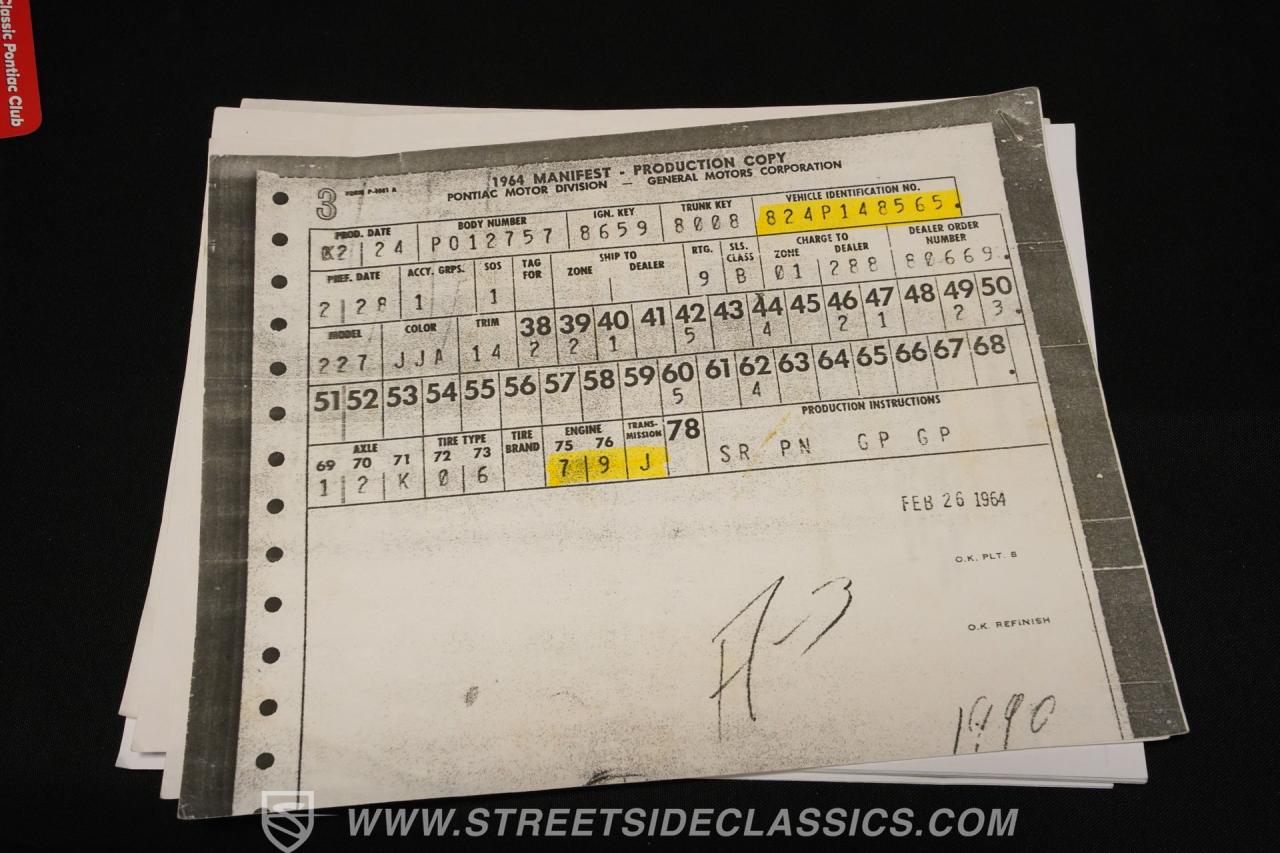 Classic Pontiac Club
3 FORM P-6061 A
1964 MANIFEST - PRODUCTION COPY
PONTIAC MOTOR DIVISION — GENERAL MOTORS CORPORATION
PROD. DATE BODY NUMBER IGN. KEY TRUNK KEY VEHICLE IDENTIFICATION NO.
02 24 P012757 8659 8008 824P148565
PREF. DATE ACCY. GRPS. SOS TAG FOR SHIP TO ZONE DEALER RTG. SLS. CLASS CHARGE TO ZONE DEALER DEALER ORDER NUMBER
2 28 1 1 9 B 01 288 80669
MODEL COLOR TRIM 38 39 40 41 42 43 44 45 46 47 48 49 50
227 JJA 14 2 2 1 5 4 2 1 2 3
51 52 53 54 55 56 57 58 59 60 61 62 63 64 65 66 67 68
5 4
AXLE TIRE TYPE TIRE BRAND ENGINE TRANS-MISSION 78 PRODUCTION INSTRUCTIONS
69 70 71 72 73 75 76
1 2 K 0 6 7 9 J SR PN GP GP
FEB 26 1964
O.K. PLT. 8
O.K. REFINISH
A-3
1990
S WWW.STREETSIDECLASSICS.COM